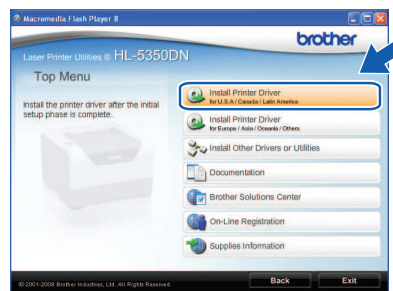 Macromedia Flash Player 8
brother
Laser Printer Utilities ® HL-5350DN
Top Menu
Install the printer driver after the initial
setup phase is complete.
Install Printer Driver
for U.S.A / Canada / Latin America
Install Printer Driver
for Europe / Asia / Oceania / Others
Install Other Drivers or Utilities
Documentation
Brother Solutions Center
On-Line Registration
Supplies Information
© 2001-2008 Brother Industries, Ltd. All Rights Reserved.
Back
Exit